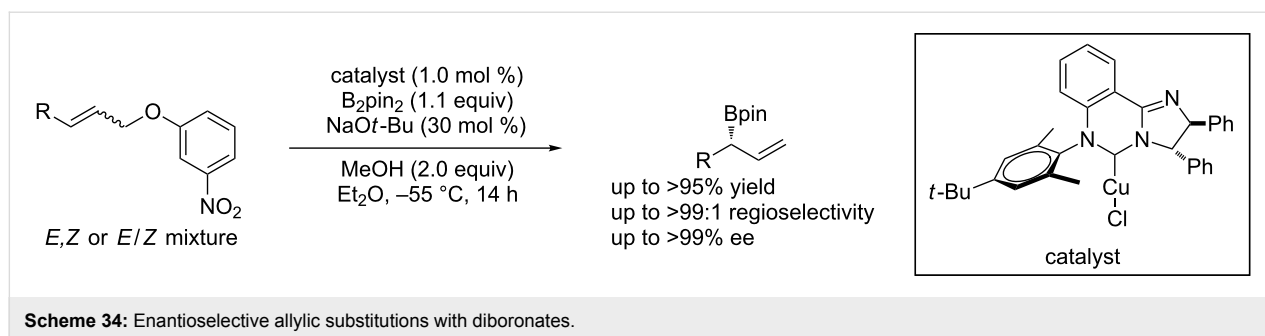 R
O
NO₂
E,Z or E/Z mixture
catalyst (1.0 mol %)
B₂pin₂ (1.1 equiv)
NaOt-Bu (30 mol %)
MeOH (2.0 equiv)
Et₂O, –55 °C, 14 h
Bpin
R
up to >95% yield
up to >99:1 regioselectivity
up to >99% ee
N
Ph
N
N
Ph
t-Bu
Cu
Cl
catalyst
Scheme 34: Enantioselective allylic substitutions with diboronates.